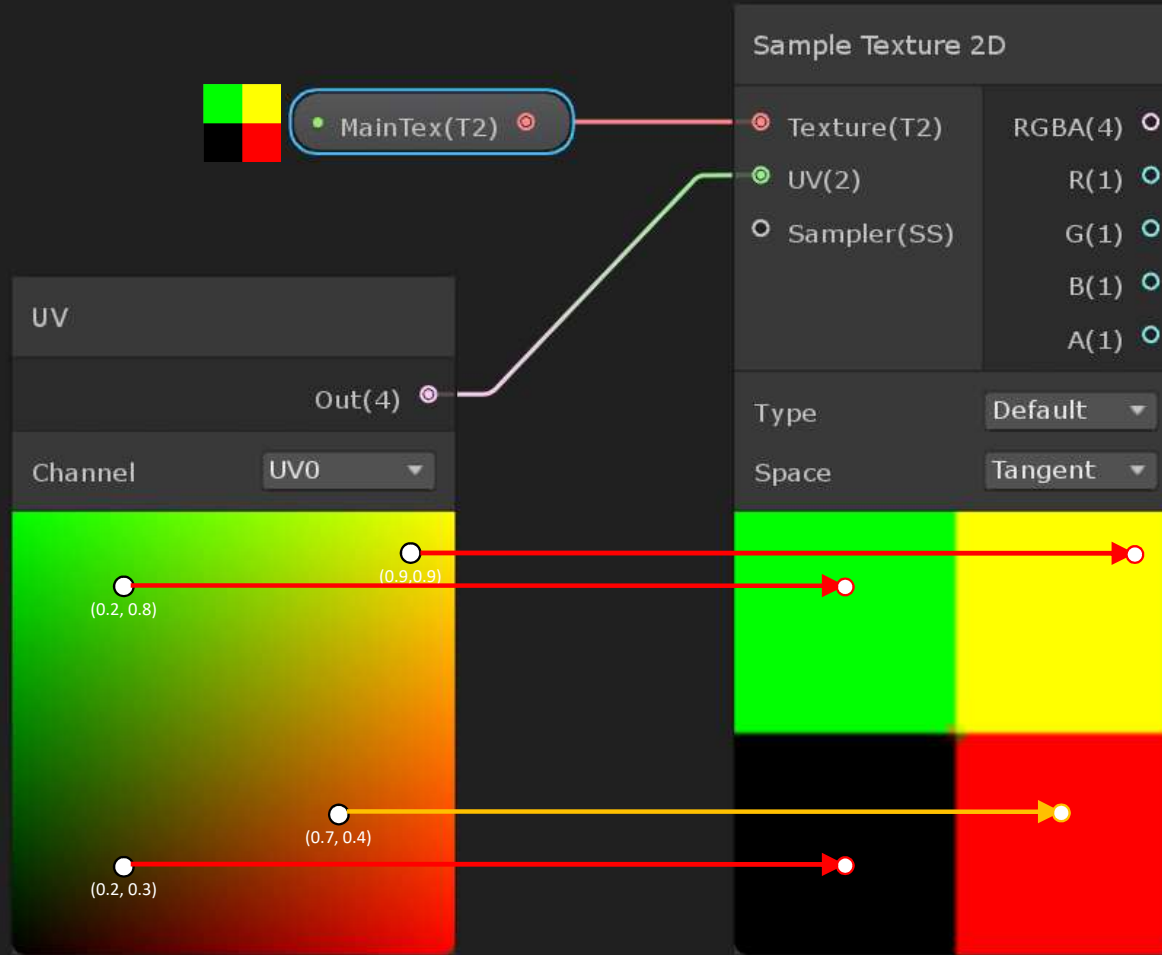 Sample Texture 2D
MainTex(T2)
Texture(T2)
RGBA(4)
UV(2)
R(1)
Sampler(SS)
G(1)
B(1)
A(1)
UV
Out(4)
Channel
UV0
Type
Default
Space
Tangent
(0.9,0.9)
(0.2, 0.8)
(0.7, 0.4)
(0.2, 0.3)